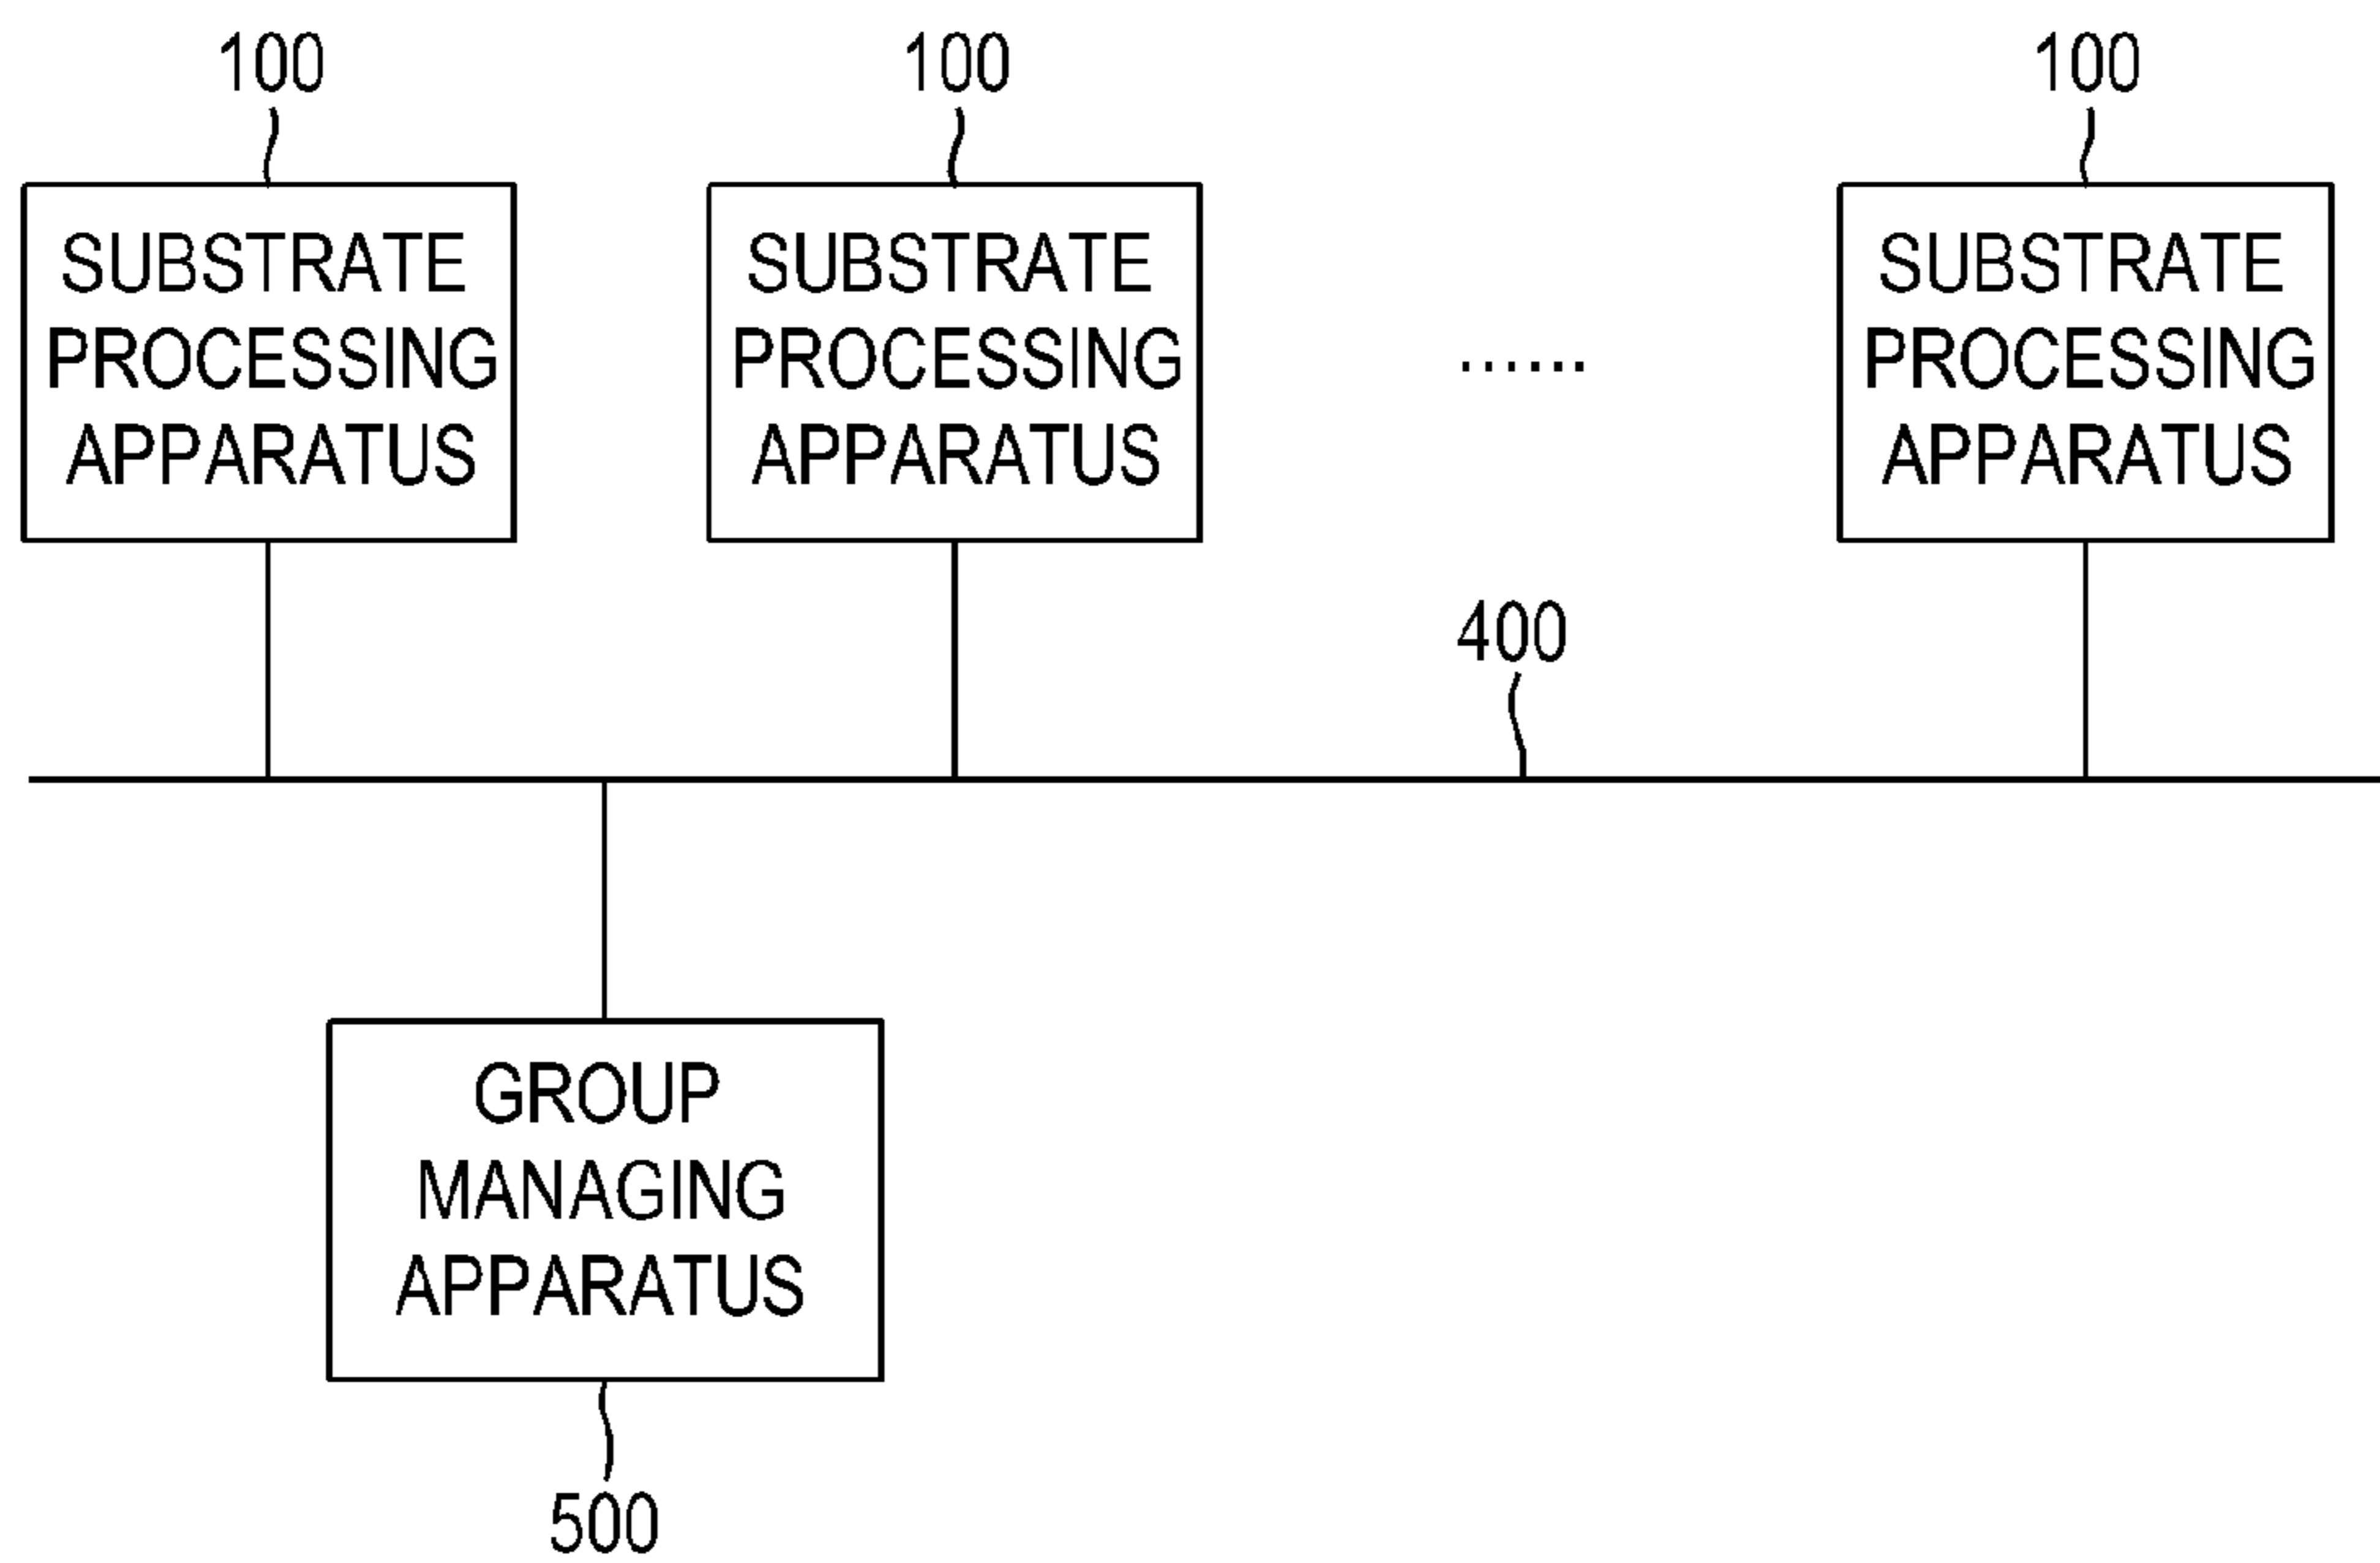 100 100 100
SUBSTRATE SUBSTRATE SUBSTRATE
PROCESSING PROCESSING ...... PROCESSING
APPARATUS APPARATUS APPARATUS
400
GROUP
MANAGING
APPARATUS
500